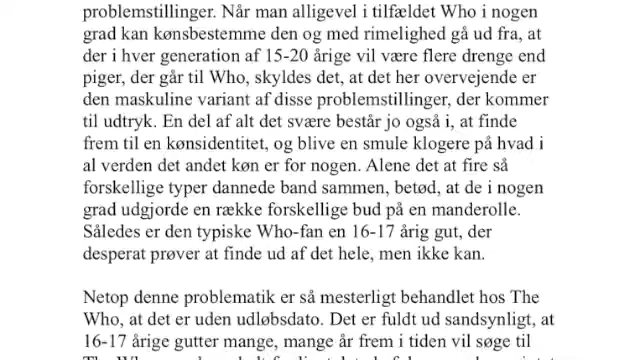 problemstillinger. Når man alligevel i tilfældet Who i nogen
grad kan kønsbestemme den og med rimelighed gå ud fra, at
der i hver generation af 15-20 årige vil være flere drenge end
piger, der går til Who, skyldes det, at det her overvejende er
den maskuline variant af disse problemstillinger, der kommer
til udtryk. En del af alt det svære består jo også i, at finde
frem til en kønsidentitet, og blive en smule klogere på hvad i
al verden det andet køn er for nogen. Alene det at fire så
forskellige typer dannede band sammen, betød, at de i nogen
grad udgjorde en række forskellige bud på en manderolle.
Således er den typiske Who-fan en 16-17 årig gut, der
desperat prøver at finde ud af det hele, men ikke kan.
Netop denne problematik er så mesterligt behandlet hos The
Who, at det er uden udløbsdato. Det er fuldt ud sandsynligt, at
16-17 årige gutter mange, mange år frem i tiden vil søge til